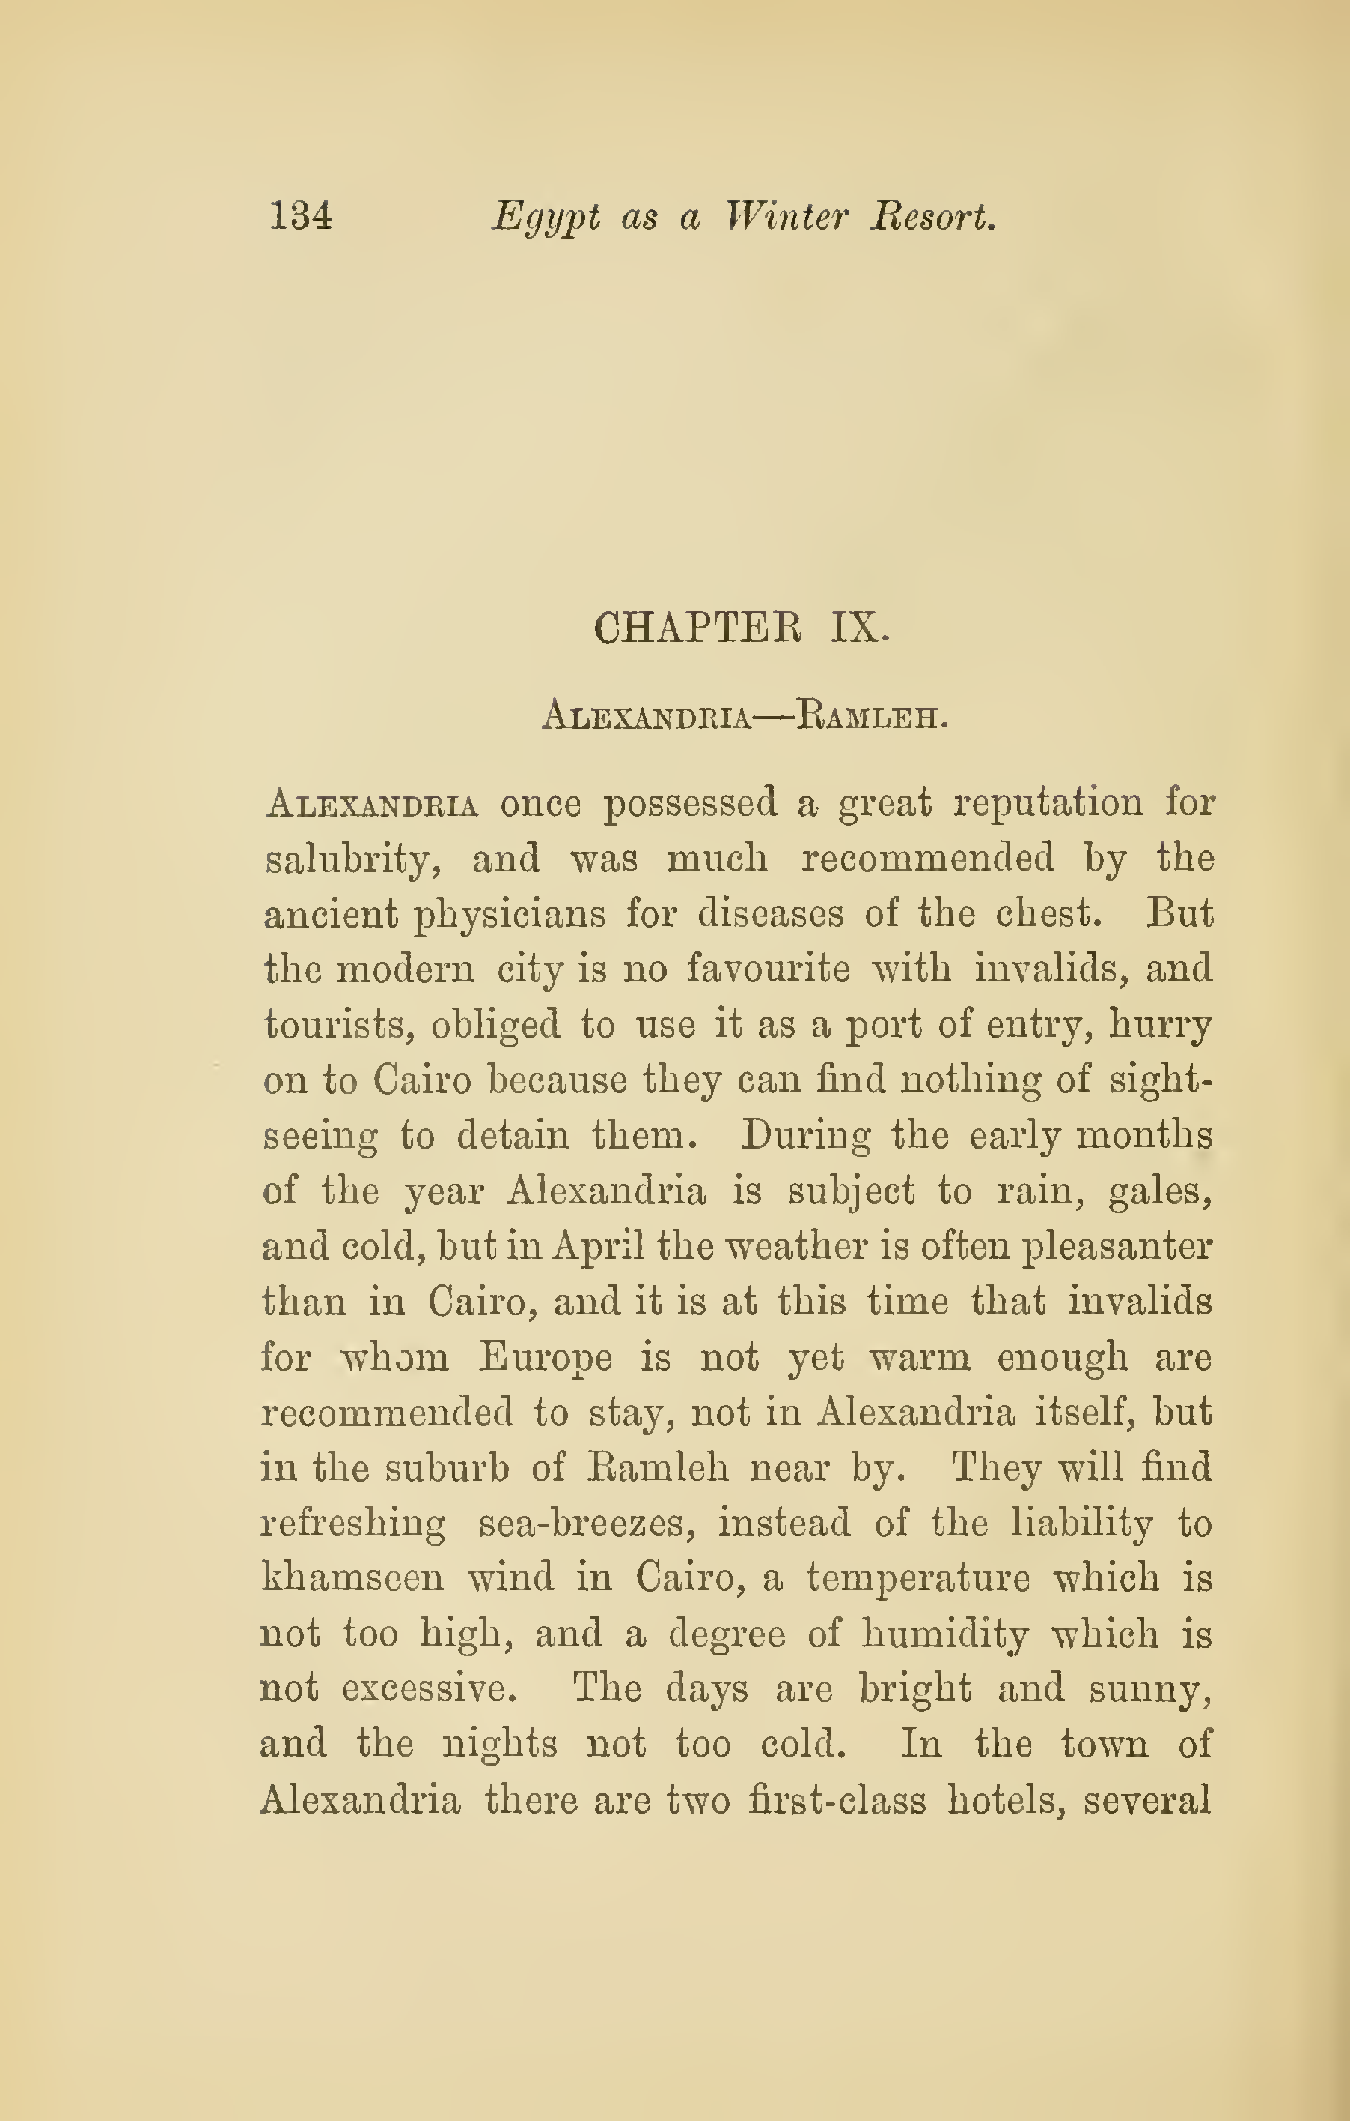 134 Egypt as a Winter Resort.
CHAPTER IX.
Alexandria—Ramleh.
Alexandria once possessed a great reputation for
salubrity, and was much recommended by the
ancient physicians for diseases of the chest. But
the modern city is no favourite with invalids, and
tourists, obliged to use it as a port of entry, hurry
on to Cairo because they can find nothing of sight-
seeing to detain them. During the early months
of the year Alexandria is subject to rain, gales,
and cold, but in April the weather is often pleasanter
than in Cairo, and it is at this time that invalids
for whom Europe is not yet warm enough are
recommended to stay, not in Alexandria itself, but
in the suburb of Ramleh near by. They will find
refreshing sea-breezes, instead of the liability to
khamseen wind in Cairo, a temperature which is
not too high, and a degree of humidity which is
not excessive. The days are bright and sunny,
and the nights not too cold. In the town of
Alexandria there are two first-class hotels, several